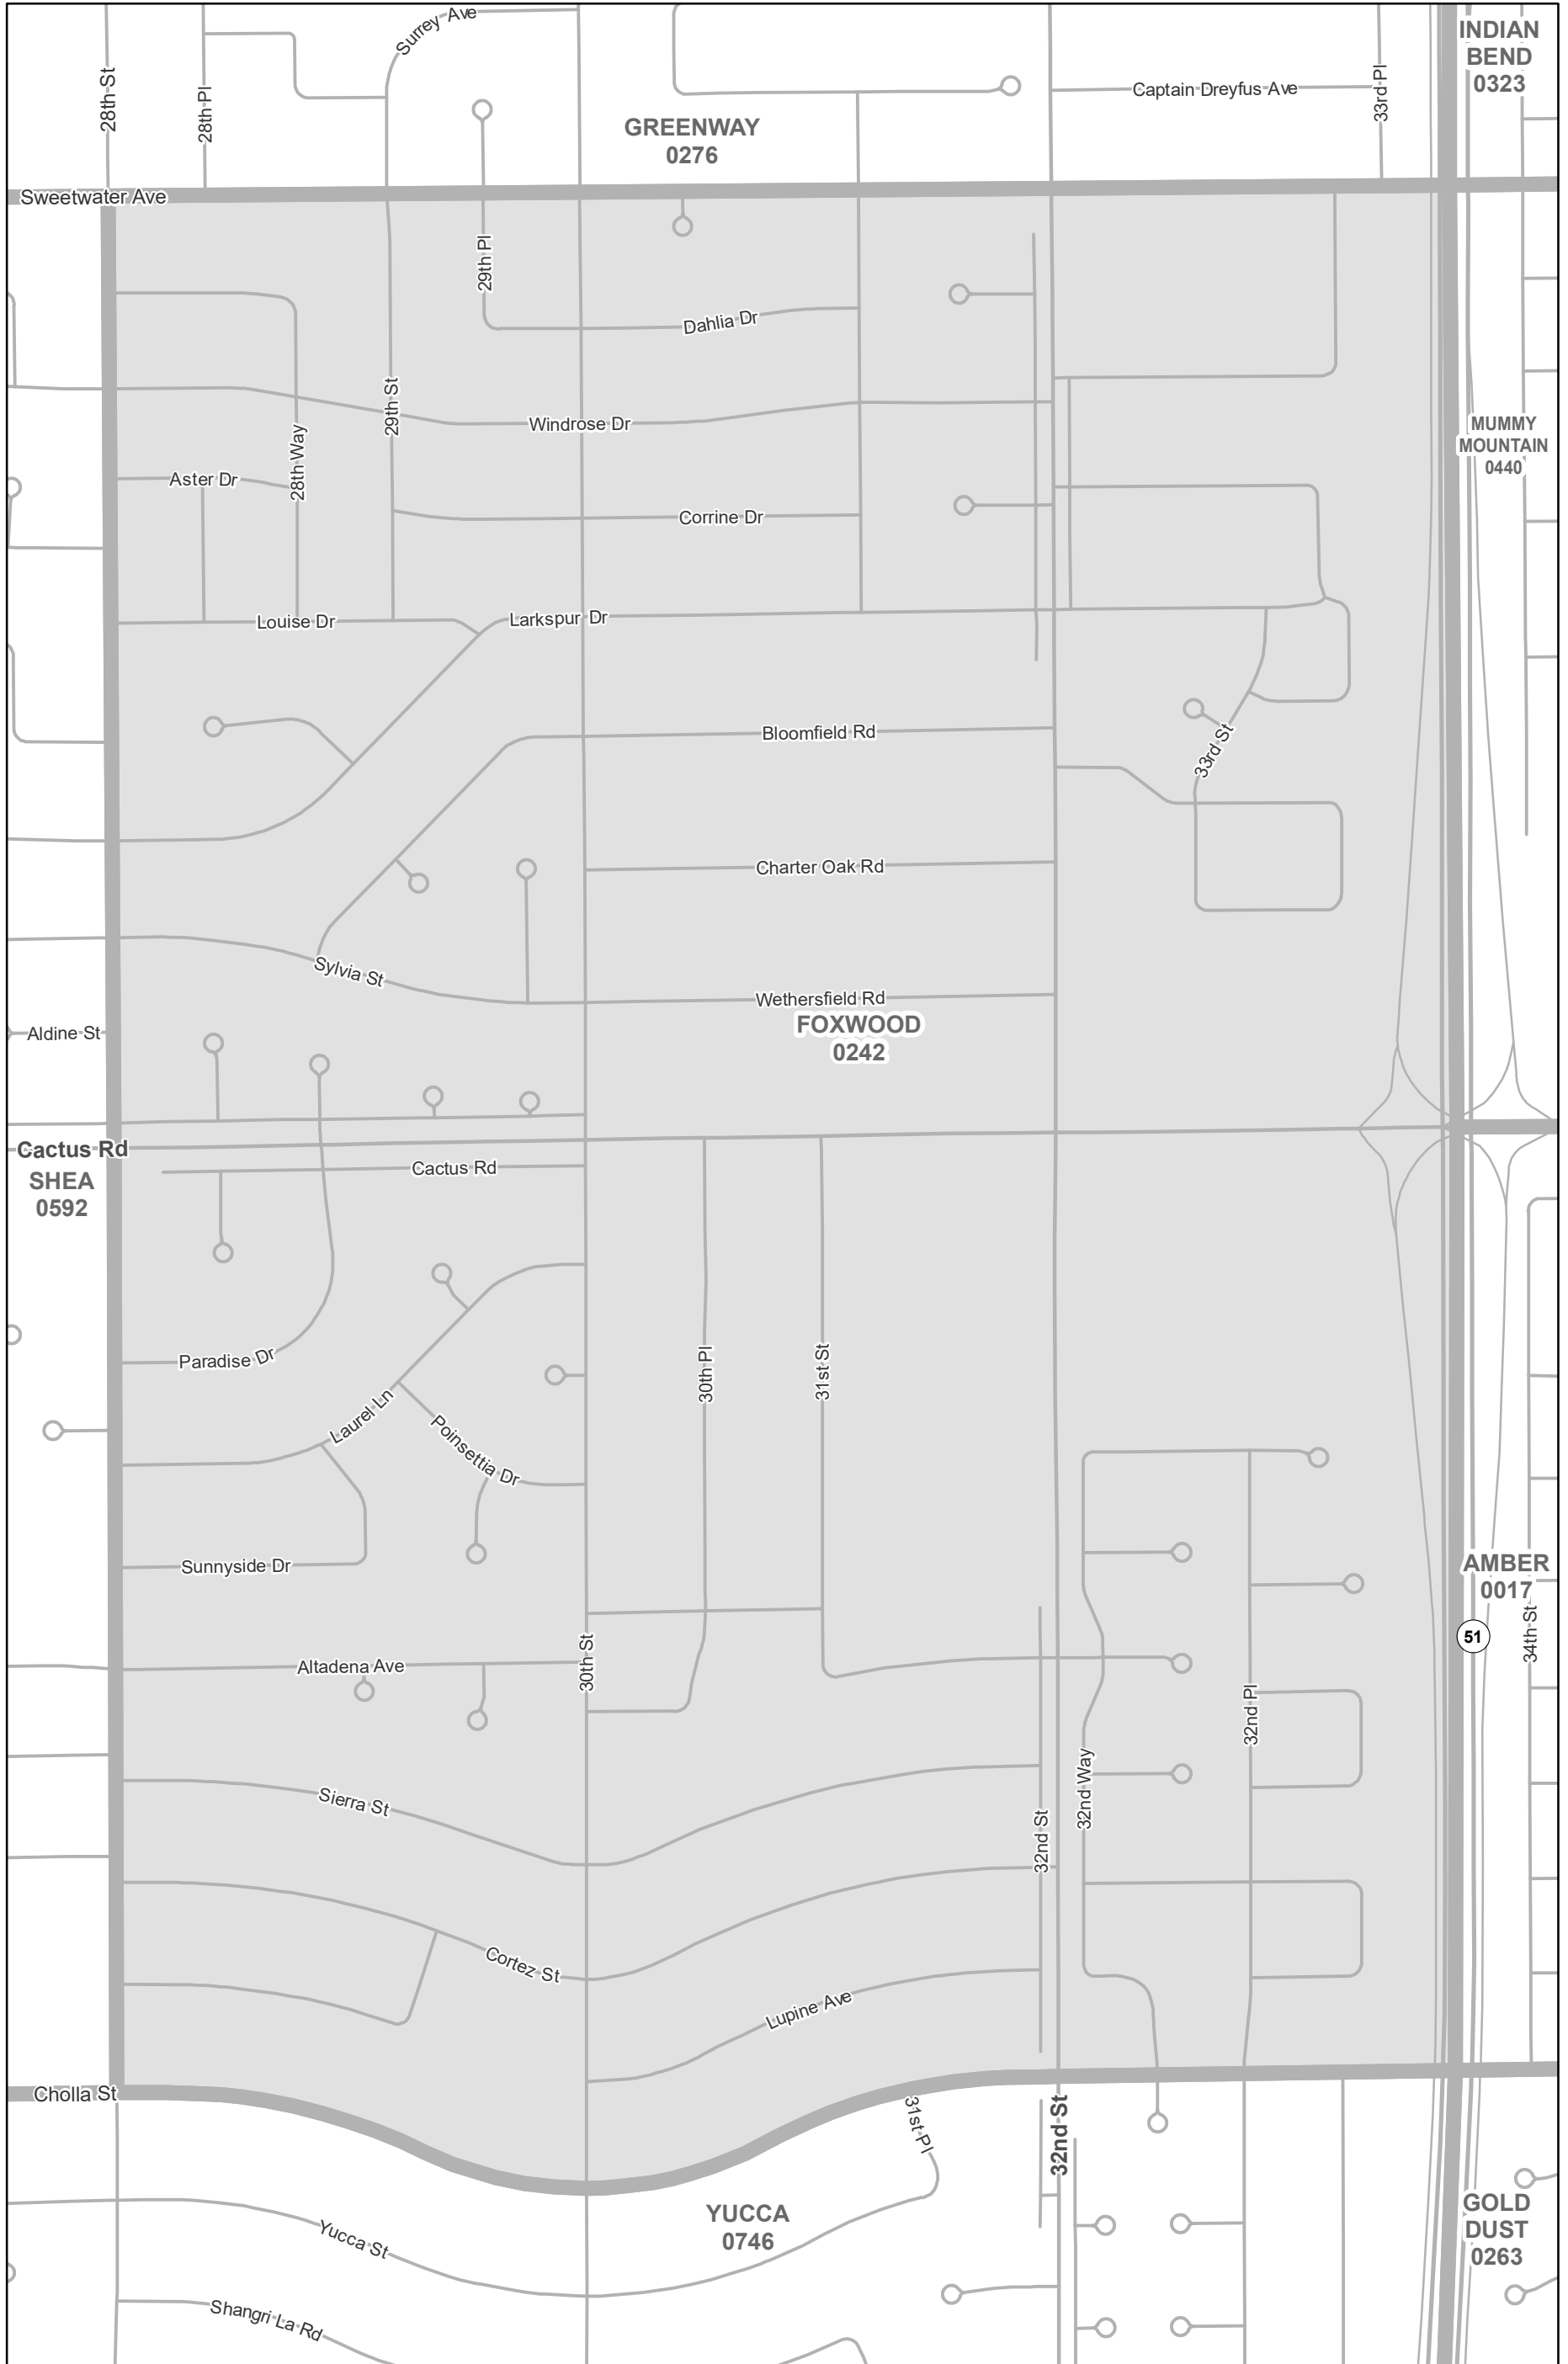 Surrey Ave
INDIAN
BEND
0323
28th St
28th Pl
33rd Pl
Captain Dreyfus Ave
GREENWAY
0276
Sweetwater Ave
29th Pl
Dahlia Dr
29th St
Windrose Dr
MUMMY
MOUNTAIN
0440
28th Way
Aster Dr
Corrine Dr
Louise Dr
Larkspur Dr
Bloomfield Rd
33rd St
Charter Oak Rd
Sylvia St
Wethersfield Rd
FOXWOOD
0242
Aldine St
Cactus Rd
SHEA
0592
Cactus Rd
Paradise Dr
30th Pl
31st St
Laurel Ln
Poinsettia Dr
Sunnyside Dr
AMBER
0017
51
34th St
30th St
Altadena Ave
32nd Pl
32nd Way
Sierra St
32nd St
Cortez St
Lupine Ave
Cholla St
31st Pl
32nd St
YUCCA
0746
GOLD
DUST
0263
Yucca St
Shangri La Rd